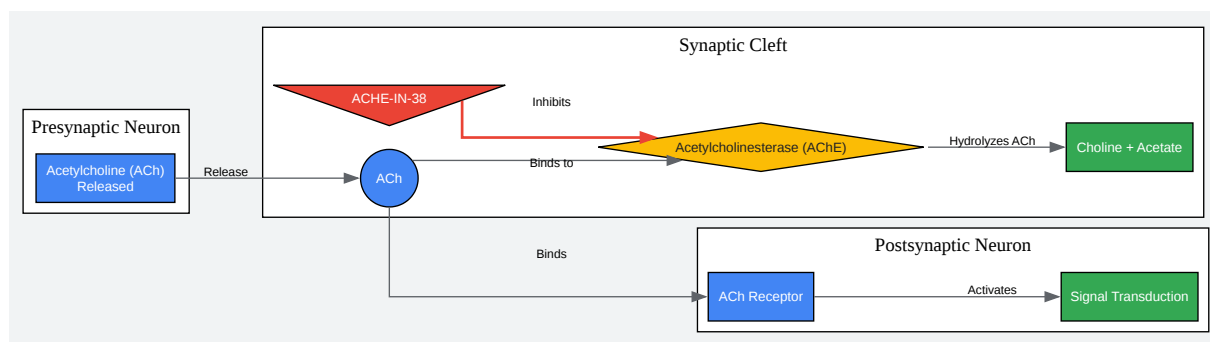 Synaptic Cleft
ACHE-IN-38
Inhibits
Presynaptic Neuron
Acetylcholine (ACh)
Released
Release
ACh
Binds to
Acetylcholinesterase (AChE)
Hydrolyzes ACh
Choline + Acetate
Binds
Postsynaptic Neuron
ACh Receptor
Activates
Signal Transduction